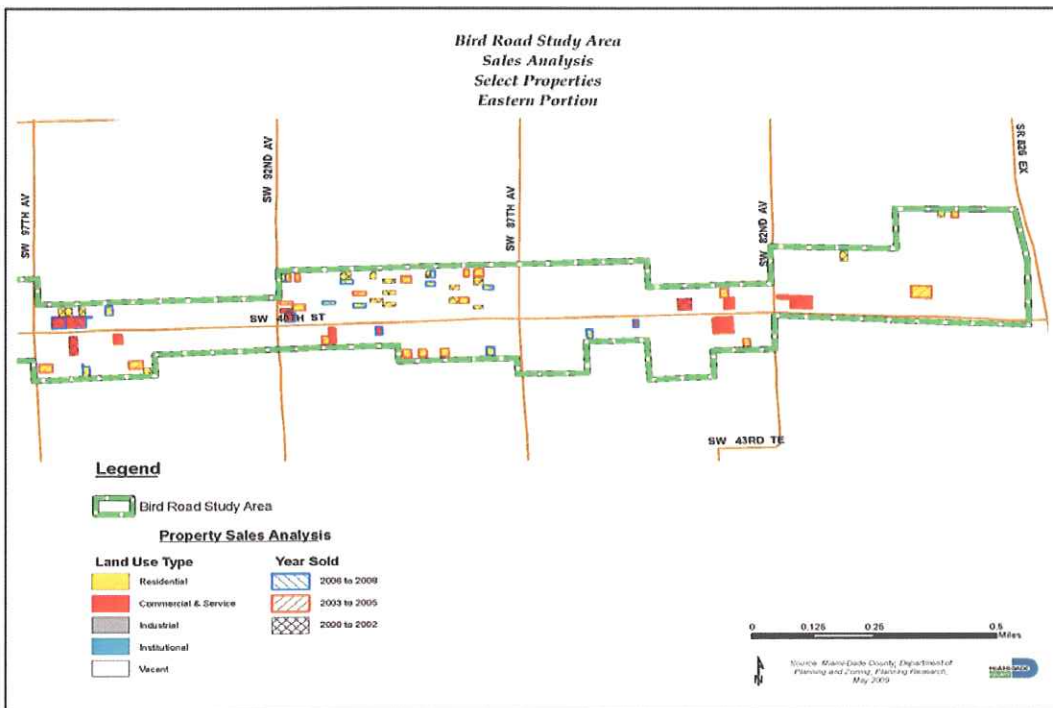 Bird Road Study Area
Sales Analysis
Select Properties
Eastern Portion
SW 97TH AV
SW 92ND AV
SW 87TH AV
SW 82ND AV
SR 826 EX
SW 40TH ST
SW 43RD TE
Legend
Bird Road Study Area
Property Sales Analysis
Land Use Type
Year Sold
Residential
2006 to 2008
Commercial & Service
2003 to 2005
Industrial
2000 to 2002
Institutional
Vacant
0 0.125 0.25 0.5
Miles
N
Source: Miami-Dade County, Department of
Planning and Zoning, Planning Research,
May 2009
MIAMI-DADE